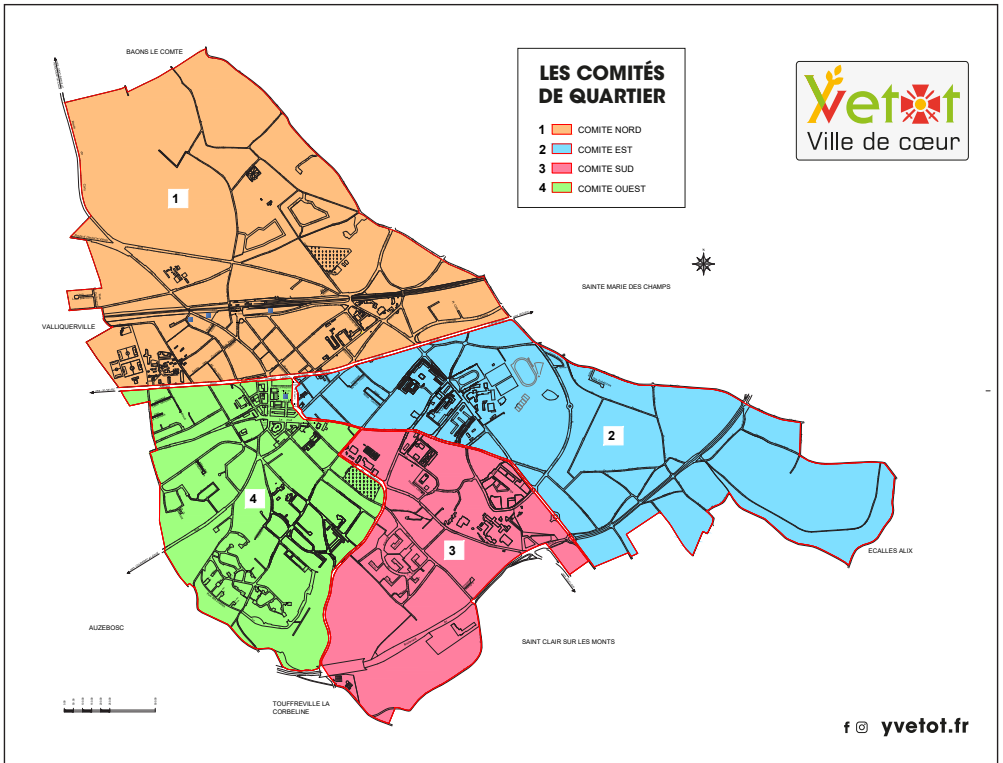 BAONS LE COMTE
LES COMITÉS
DE QUARTIER
1 COMITE NORD
2 COMITE EST
3 COMITE SUD
4 COMITE OUEST
Yvetot
Ville de cœur
1
SAINTE MARIE DES CHAMPS
VALLIQUERVILLE
2
4
3
ECALLES ALIX
AUZEBOSC
SAINT CLAIR SUR LES MONTS
TOUFFREVILLE LA
CORBELINE
yvetot.fr